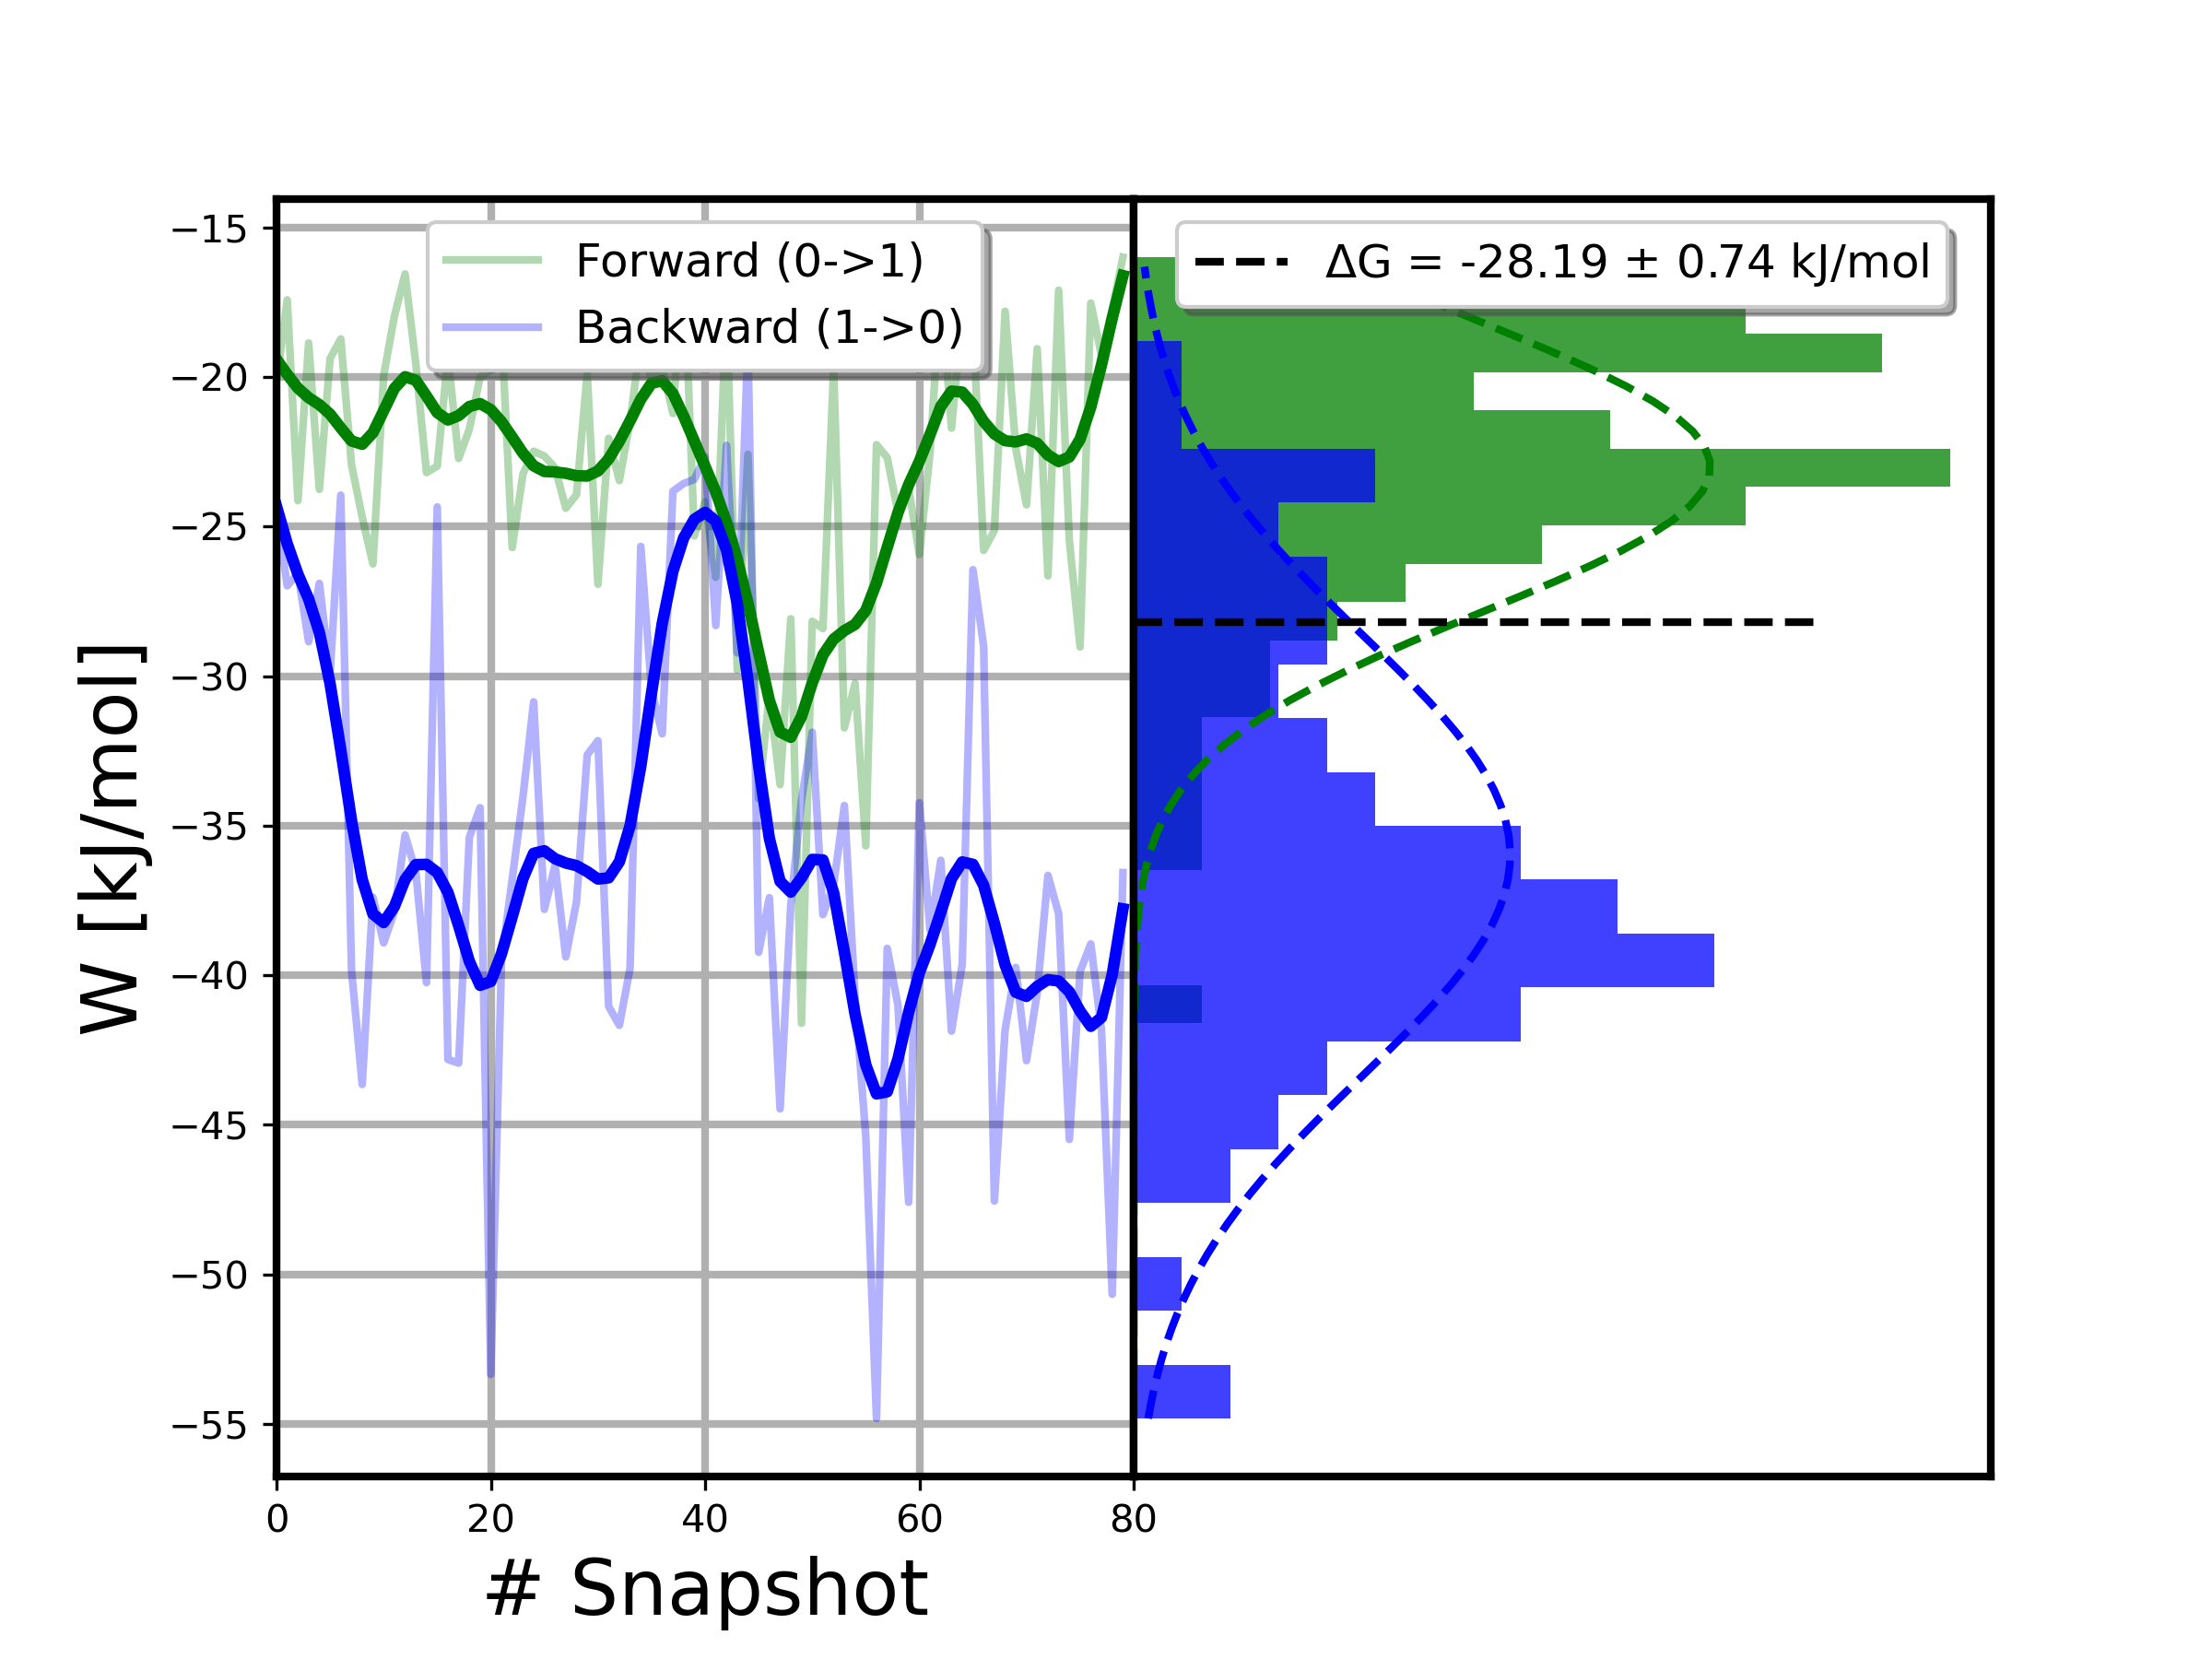 Forward (0->1)
Backward (1->0)
ΔG = -28.19 ± 0.74 kJ/mol
W [kJ/mol]
−15
−20
−25
−30
−35
−40
−45
−50
−55
0
20
40
60
80
# Snapshot